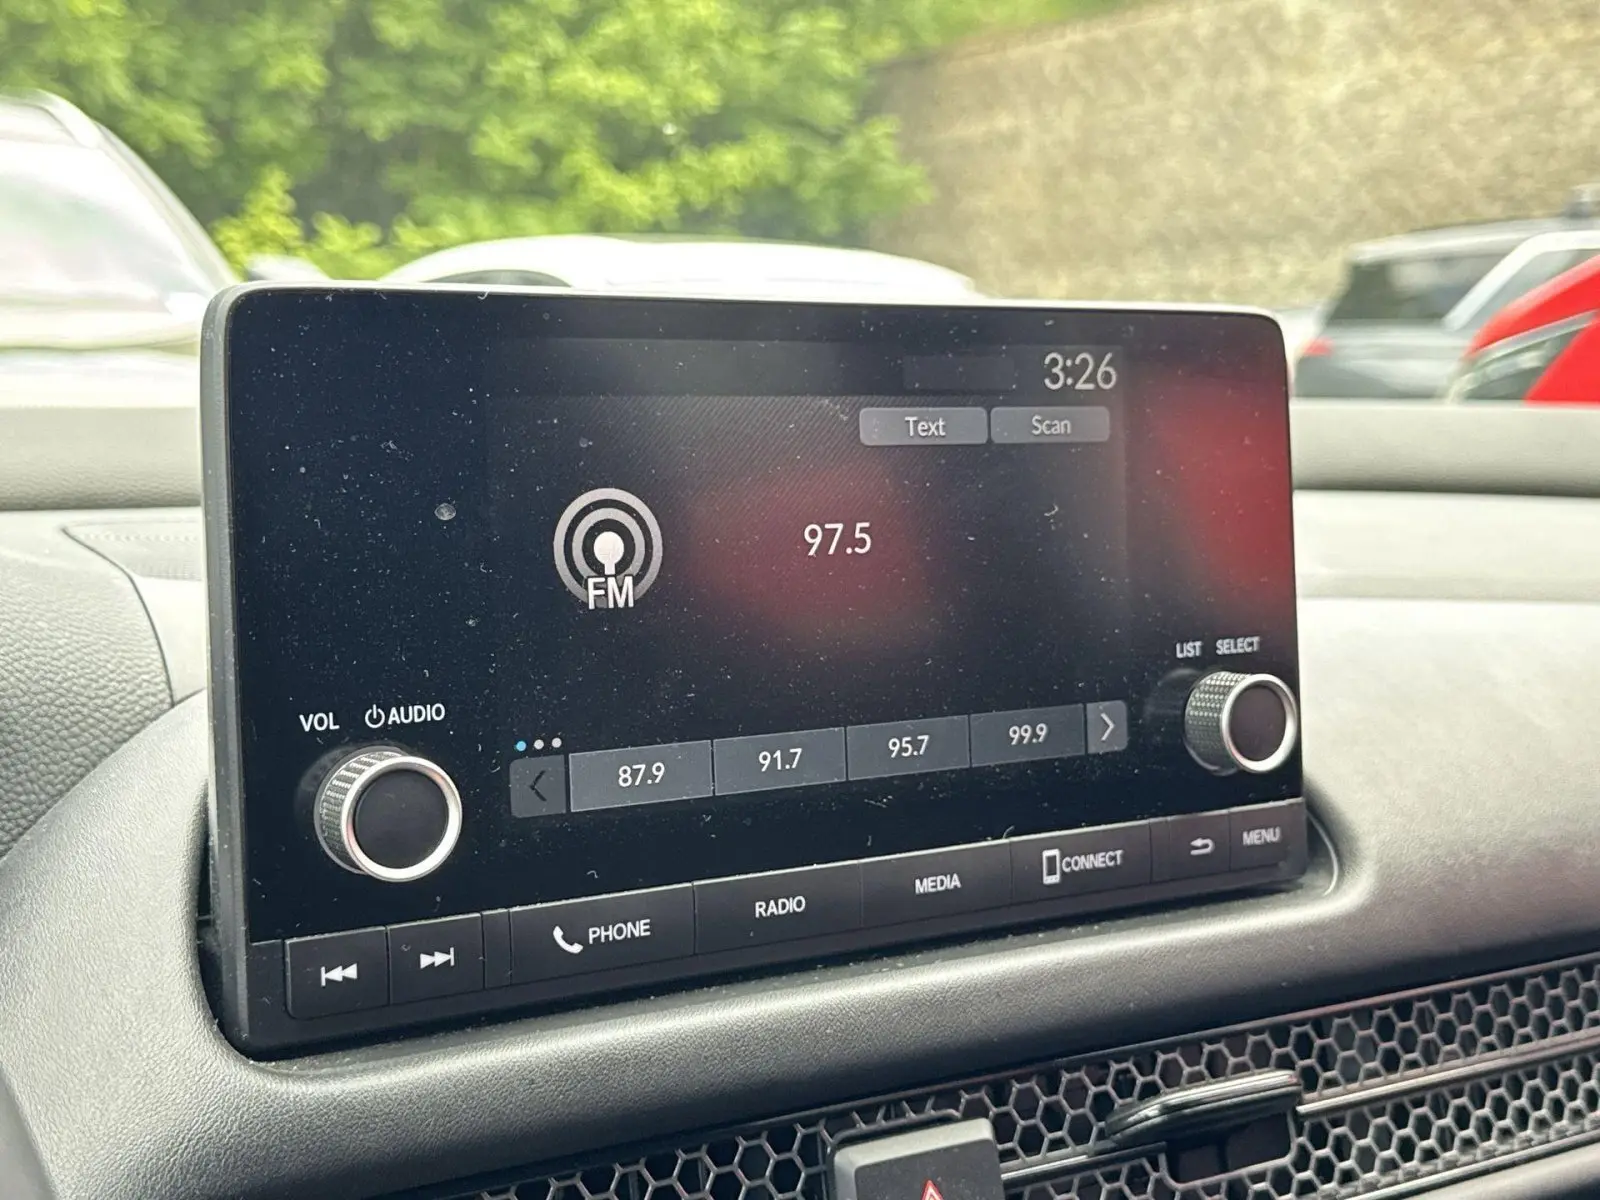 3:26
Text Scan
97.5
FM
LIST SELECT
VOL AUDIO
87.9 91.7 95.7 99.9
PHONE RADIO MEDIA CONNECT MENU